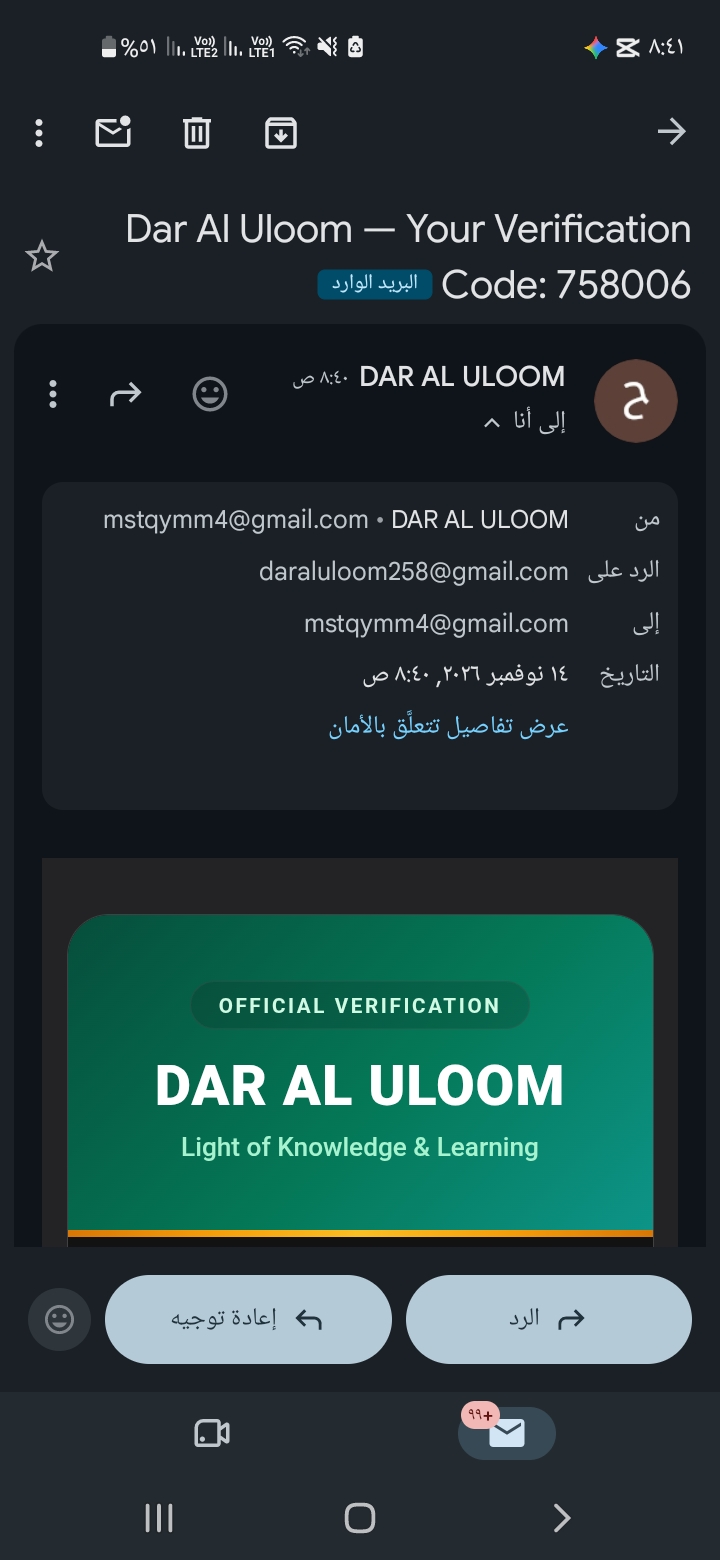 ٨:٤١
%٥١
Vo)) LTE2
Vo)) LTE1
Dar Al Uloom — Your Verification
Code: 758006 البريد الوارد
DAR AL ULOOM ٨:٤٠ ص
ج
إلى أنا
من DAR AL ULOOM • mstqymm4@gmail.com
الرد على daraluloom258@gmail.com
إلى mstqymm4@gmail.com
التاريخ ١٤ نوفمبر ٢٠٢٦, ٨:٤٠ ص
عرض تفاصيل تتعلَّق بالأمان
OFFICIAL VERIFICATION
DAR AL ULOOM
Light of Knowledge & Learning
الرد
إعادة توجيه
+٩٩